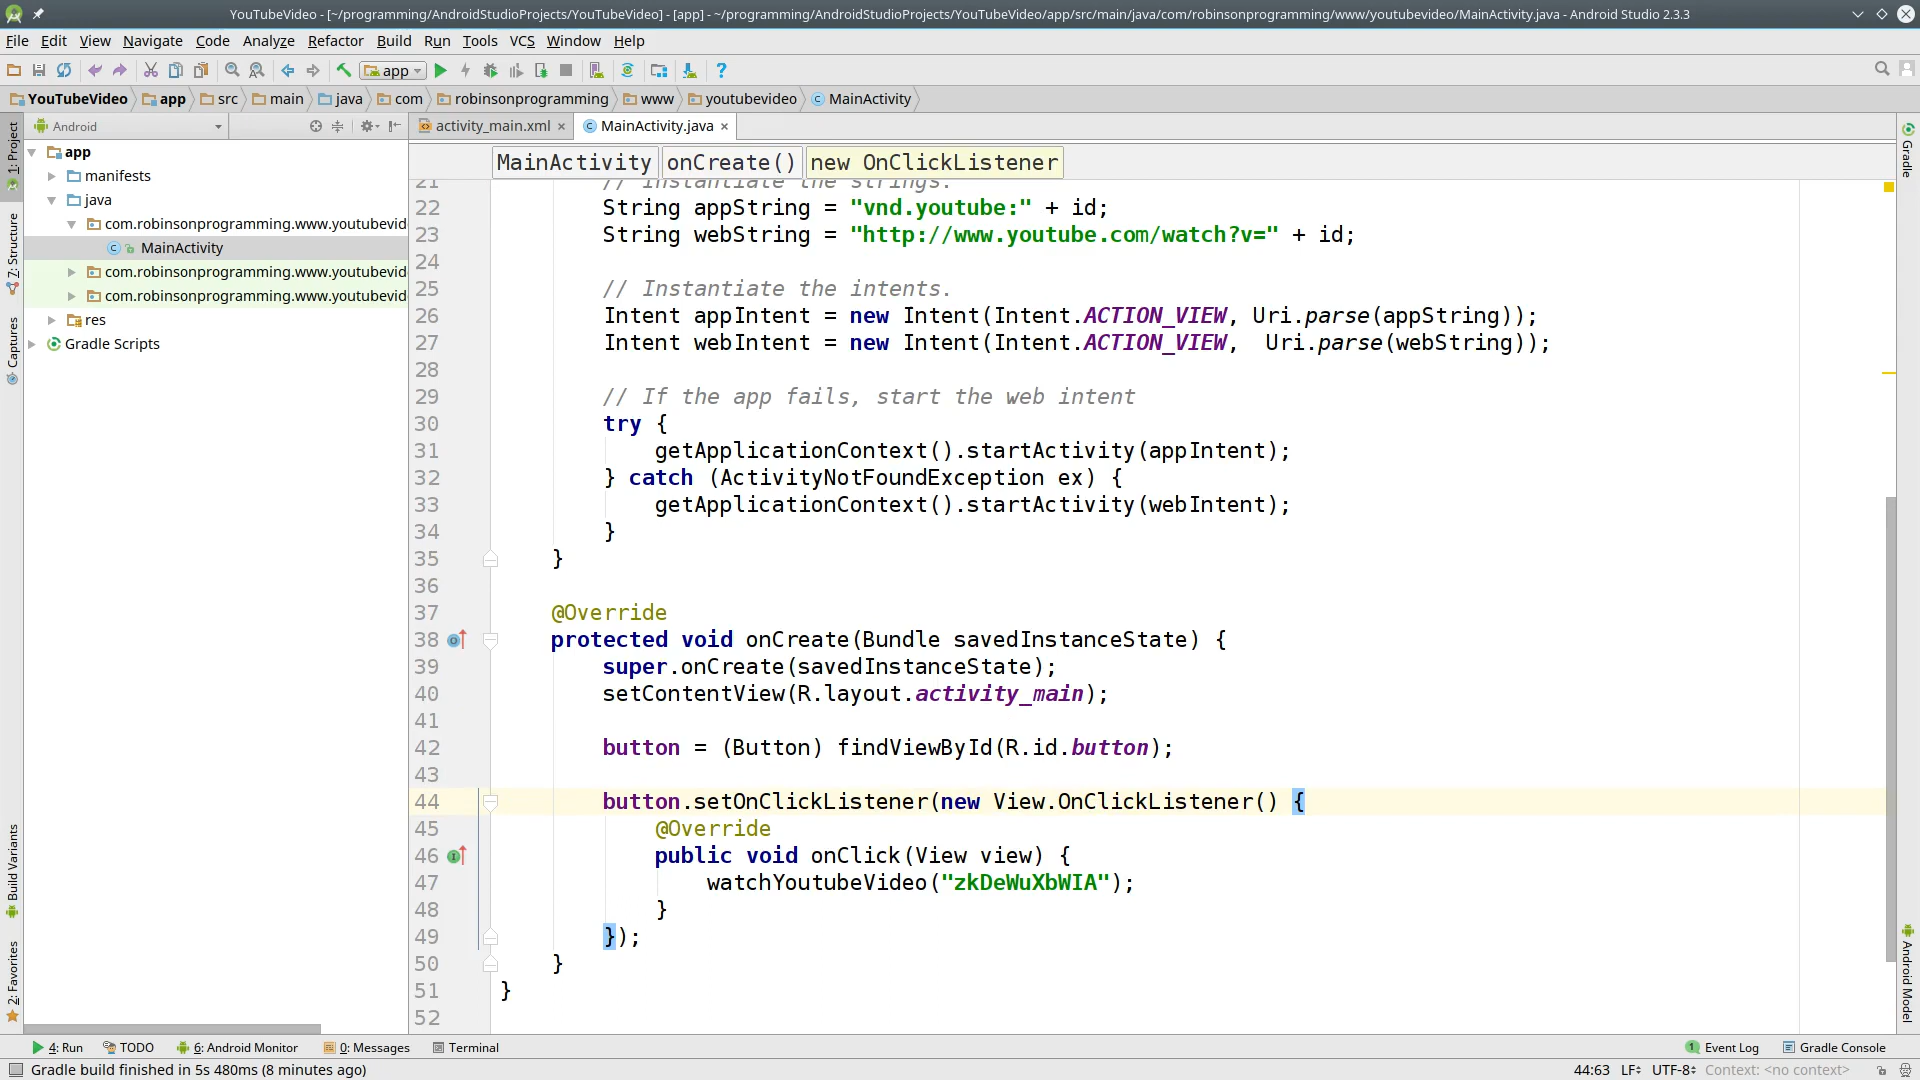 YouTubeVideo - [~/programming/AndroidStudioProjects/YouTubeVideo] - [app] - ~/programming/AndroidStudioProjects/YouTubeVideo/app/src/main/java/com/robinsonprogramming/www/youtubevideo/MainActivity.java - Android Studio 2.3.3
File Edit View Navigate Code Analyze Refactor Build Run Tools VCS Window Help
app
YouTubeVideo app src main java com robinsonprogramming www youtubevideo MainActivity
Android
activity_main.xml MainActivity.java
1: Project
7: Structure
Captures
Build Variants
2: Favorites
app
manifests
java
com.robinsonprogramming.www.youtubevid
MainActivity
com.robinsonprogramming.www.youtubevid
com.robinsonprogramming.www.youtubevid
res
Gradle Scripts
MainActivity onCreate() new OnClickListener
21 // Instantiate the strings.
22 String appString = "vnd.youtube:" + id;
23 String webString = "http://www.youtube.com/watch?v=" + id;
24
25 // Instantiate the intents.
26 Intent appIntent = new Intent(Intent.ACTION_VIEW, Uri.parse(appString));
27 Intent webIntent = new Intent(Intent.ACTION_VIEW,  Uri.parse(webString));
28
29 // If the app fails, start the web intent
30 try {
31 getApplicationContext().startActivity(appIntent);
32 } catch (ActivityNotFoundException ex) {
33 getApplicationContext().startActivity(webIntent);
34 }
35 }
36
37 @Override
38 protected void onCreate(Bundle savedInstanceState) {
39 super.onCreate(savedInstanceState);
40 setContentView(R.layout.activity_main);
41
42 button = (Button) findViewById(R.id.button);
43
44 button.setOnClickListener(new View.OnClickListener() {
45 @Override
46 public void onClick(View view) {
47 watchYoutubeVideo("zkDeWuXbWIA");
48 }
49 });
50 }
51 }
52
Gradle
Android Model
4: Run TODO 6: Android Monitor 0: Messages Terminal 1 Event Log Gradle Console
Gradle build finished in 5s 480ms (8 minutes ago) 44:63 LF UTF-8 Context: <no context>